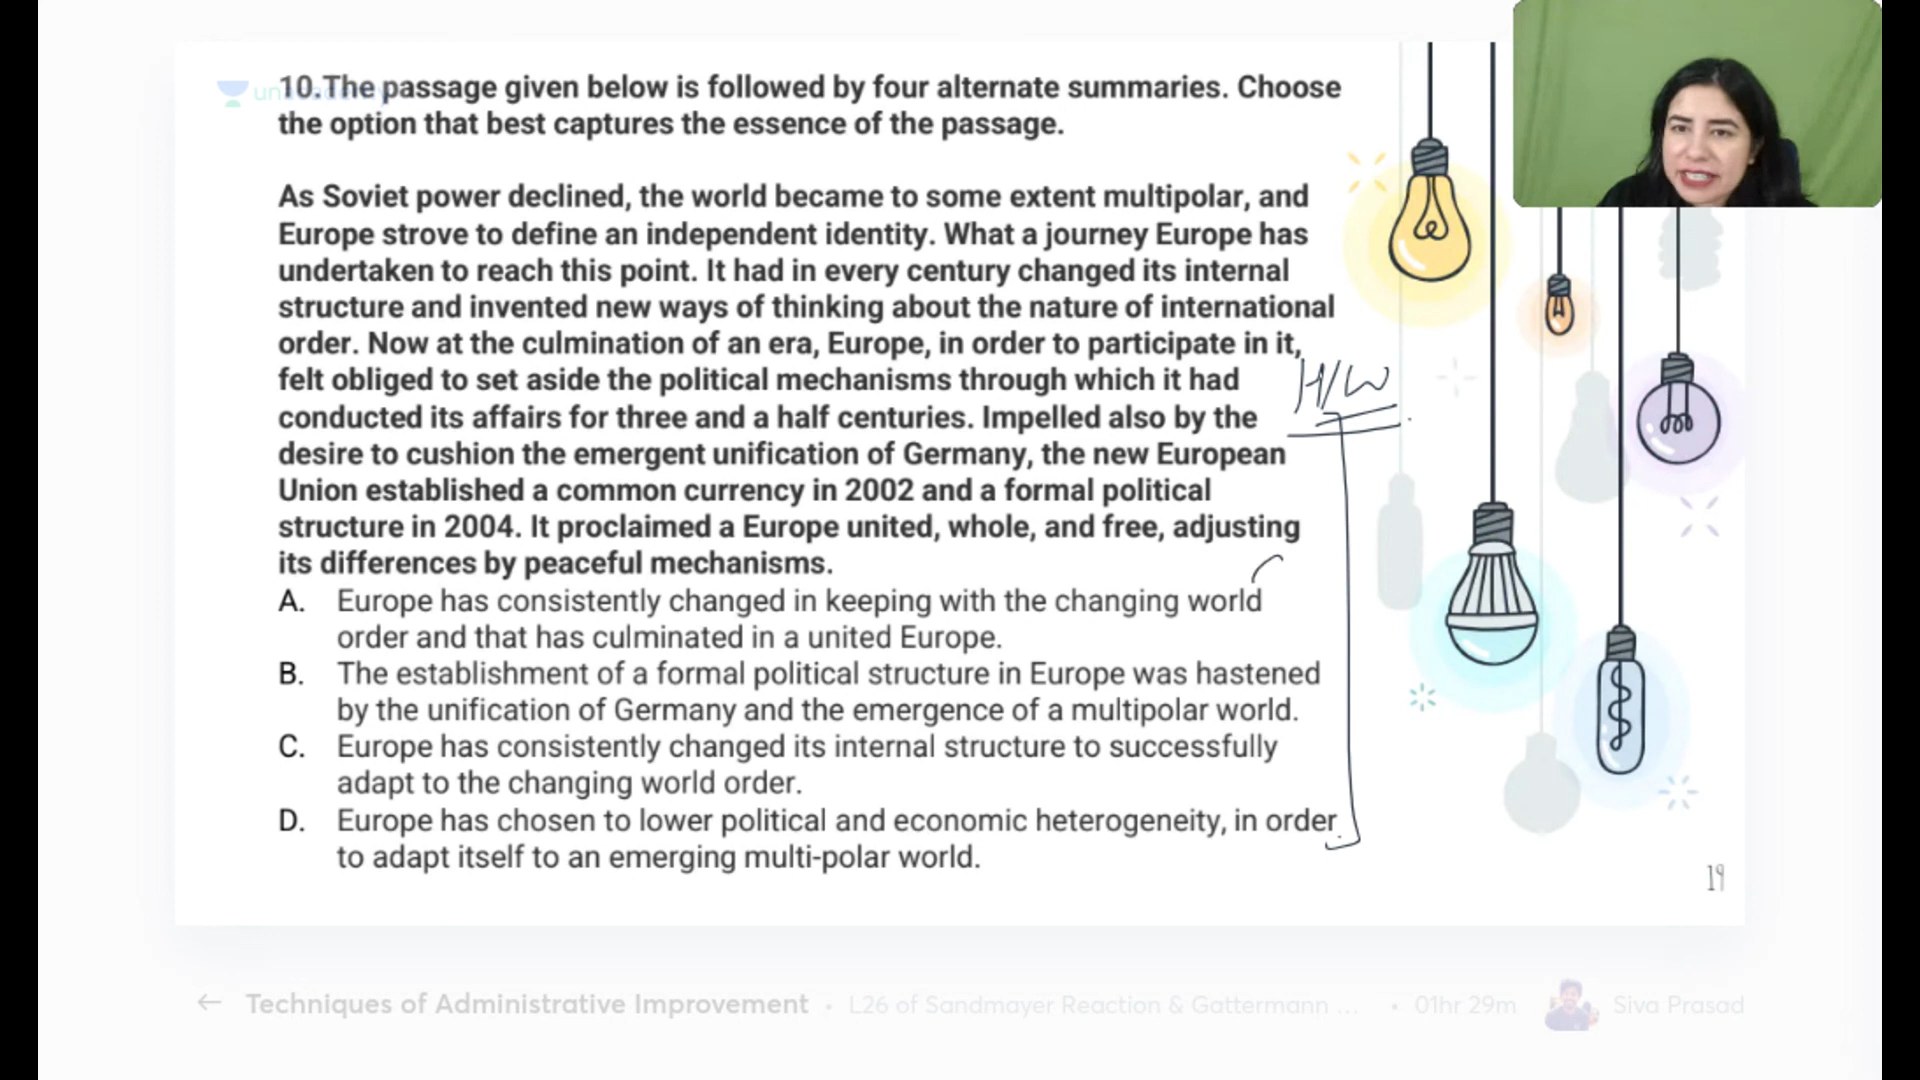 10. The passage given below is followed by four alternate summaries. Choose
the option that best captures the essence of the passage.
As Soviet power declined, the world became to some extent multipolar, and
Europe strove to define an independent identity. What a journey Europe has
undertaken to reach this point. It had in every century changed its internal
structure and invented new ways of thinking about the nature of international
order. Now at the culmination of an era, Europe, in order to participate in it,
felt obliged to set aside the political mechanisms through which it had
conducted its affairs for three and a half centuries. Impelled also by the
desire to cushion the emergent unification of Germany, the new European
Union established a common currency in 2002 and a formal political
structure in 2004. It proclaimed a Europe united, whole, and free, adjusting
its differences by peaceful mechanisms.
H/W
A. Europe has consistently changed in keeping with the changing world
order and that has culminated in a united Europe.
B. The establishment of a formal political structure in Europe was hastened
by the unification of Germany and the emergence of a multipolar world.
C. Europe has consistently changed its internal structure to successfully
adapt to the changing world order.
D. Europe has chosen to lower political and economic heterogeneity, in order
to adapt itself to an emerging multi-polar world.
19
← Techniques of Administrative Improvement • L26 of Sandmayer Reaction & Gattermann ... • 01hr 29m Siva Prasad